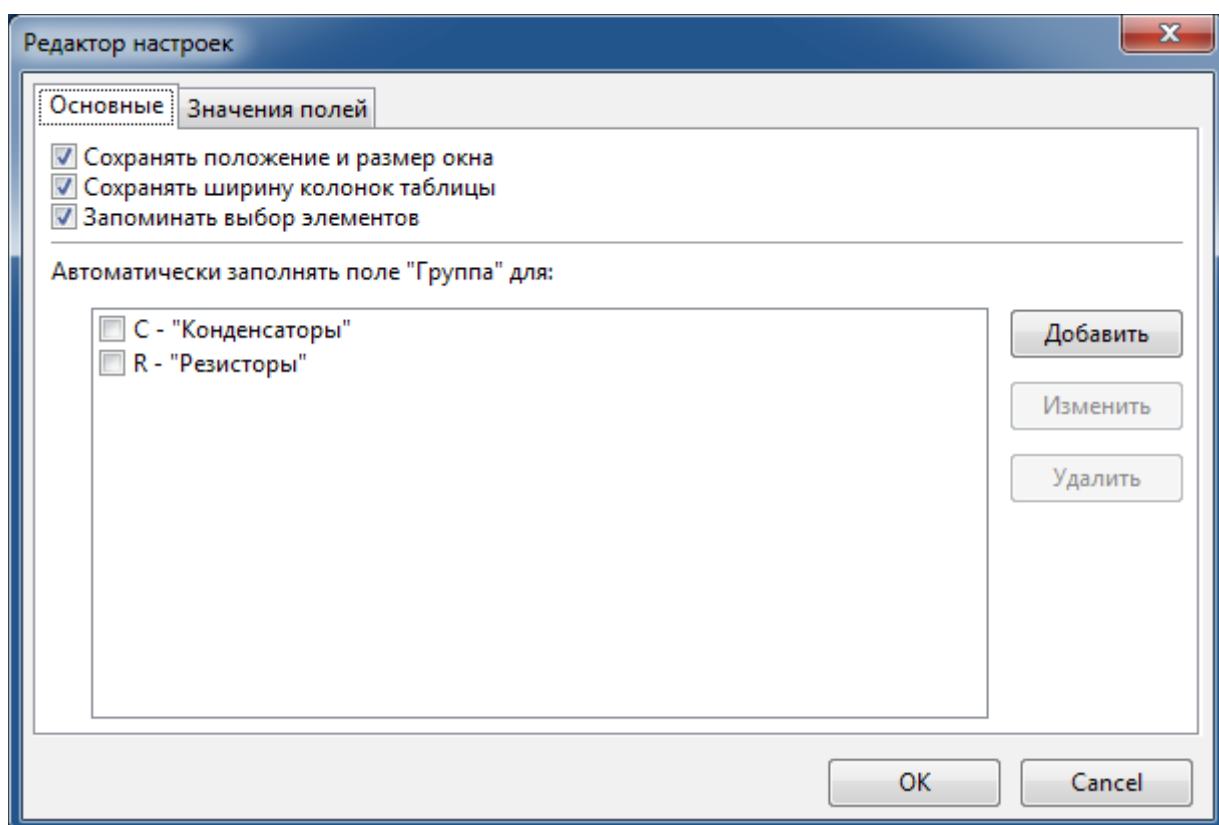 Редактор настроек
Основные Значения полей
Сохранять положение и размер окна
Сохранять ширину колонок таблицы
Запоминать выбор элементов
Автоматически заполнять поле "Группа" для:
C - "Конденсаторы"
R - "Резисторы"
Добавить
Изменить
Удалить
OK Cancel